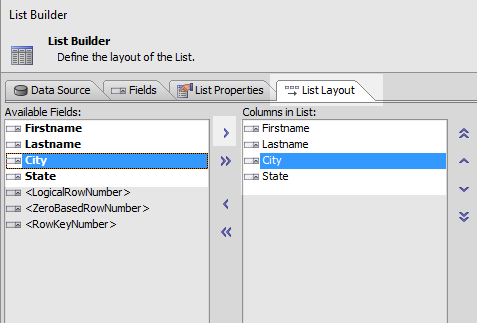 List Builder
List Builder
Define the layout of the List.
Data Source Fields List Properties List Layout
Available Fields: Columns in List:
Firstname Firstname
Lastname Lastname
City City
State State
<LogicalRowNumber>
<ZeroBasedRowNumber>
<RowKeyNumber>